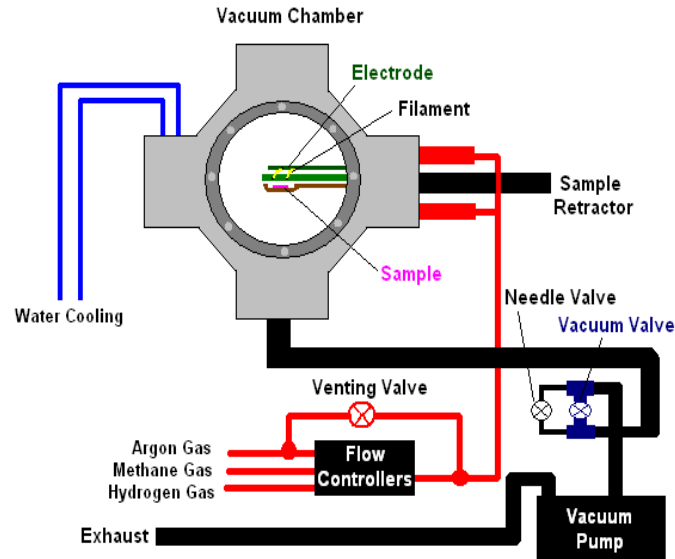 Vacuum Chamber
Electrode
Filament
Sample
Retractor
Sample
Water Cooling
Needle Valve
Vacuum Valve
Venting Valve
Argon Gas
Methane Gas
Hydrogen Gas
Flow
Controllers
Exhaust
Vacuum
Pump